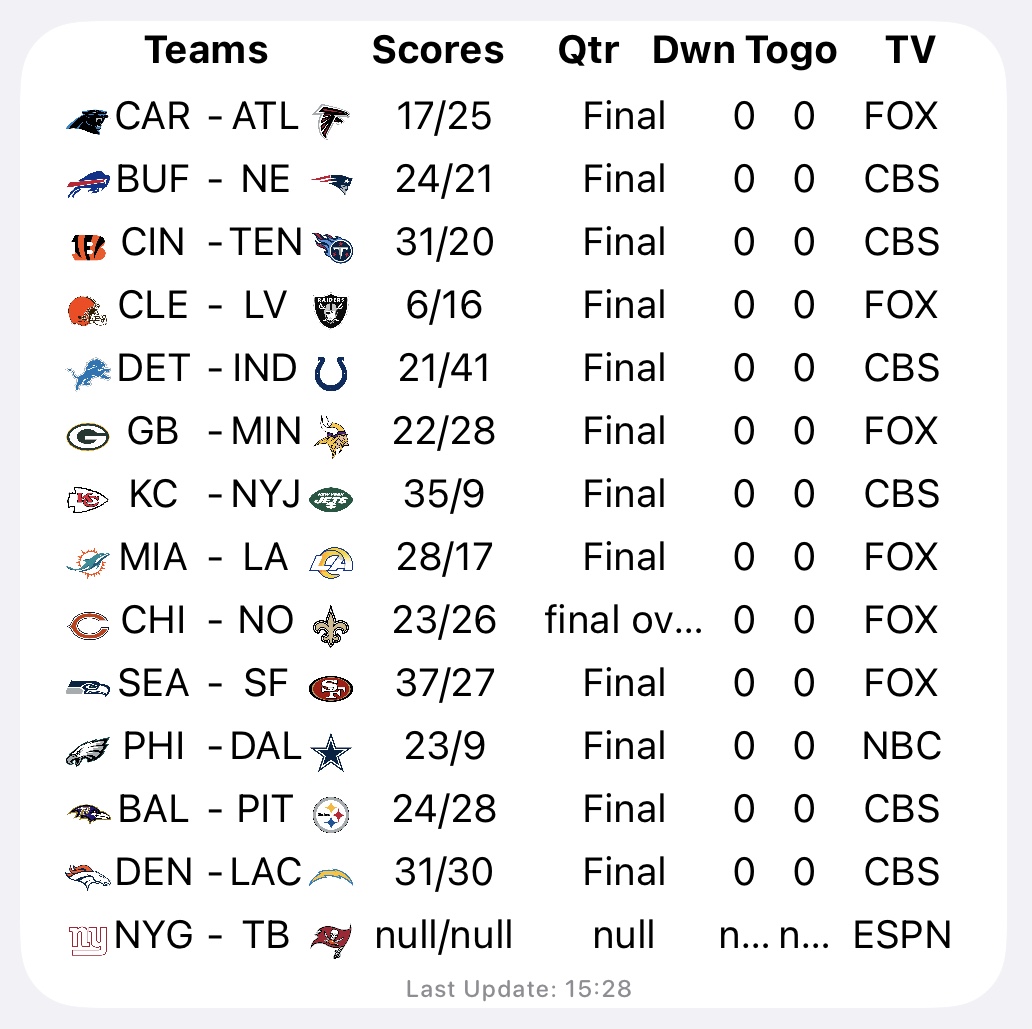 Teams Scores Qtr Dwn Togo TV
CAR - ATL 17/25 Final 0 0 FOX
BUF - NE 24/21 Final 0 0 CBS
CIN - TEN 31/20 Final 0 0 CBS
CLE - LV 6/16 Final 0 0 FOX
DET - IND 21/41 Final 0 0 CBS
GB - MIN 22/28 Final 0 0 FOX
KC - NYJ 35/9 Final 0 0 CBS
MIA - LA 28/17 Final 0 0 FOX
CHI - NO 23/26 final ov... 0 0 FOX
SEA - SF 37/27 Final 0 0 FOX
PHI - DAL 23/9 Final 0 0 NBC
BAL - PIT 24/28 Final 0 0 CBS
DEN - LAC 31/30 Final 0 0 CBS
NYG - TB null/null null n... n... ESPN
Last Update: 15:28